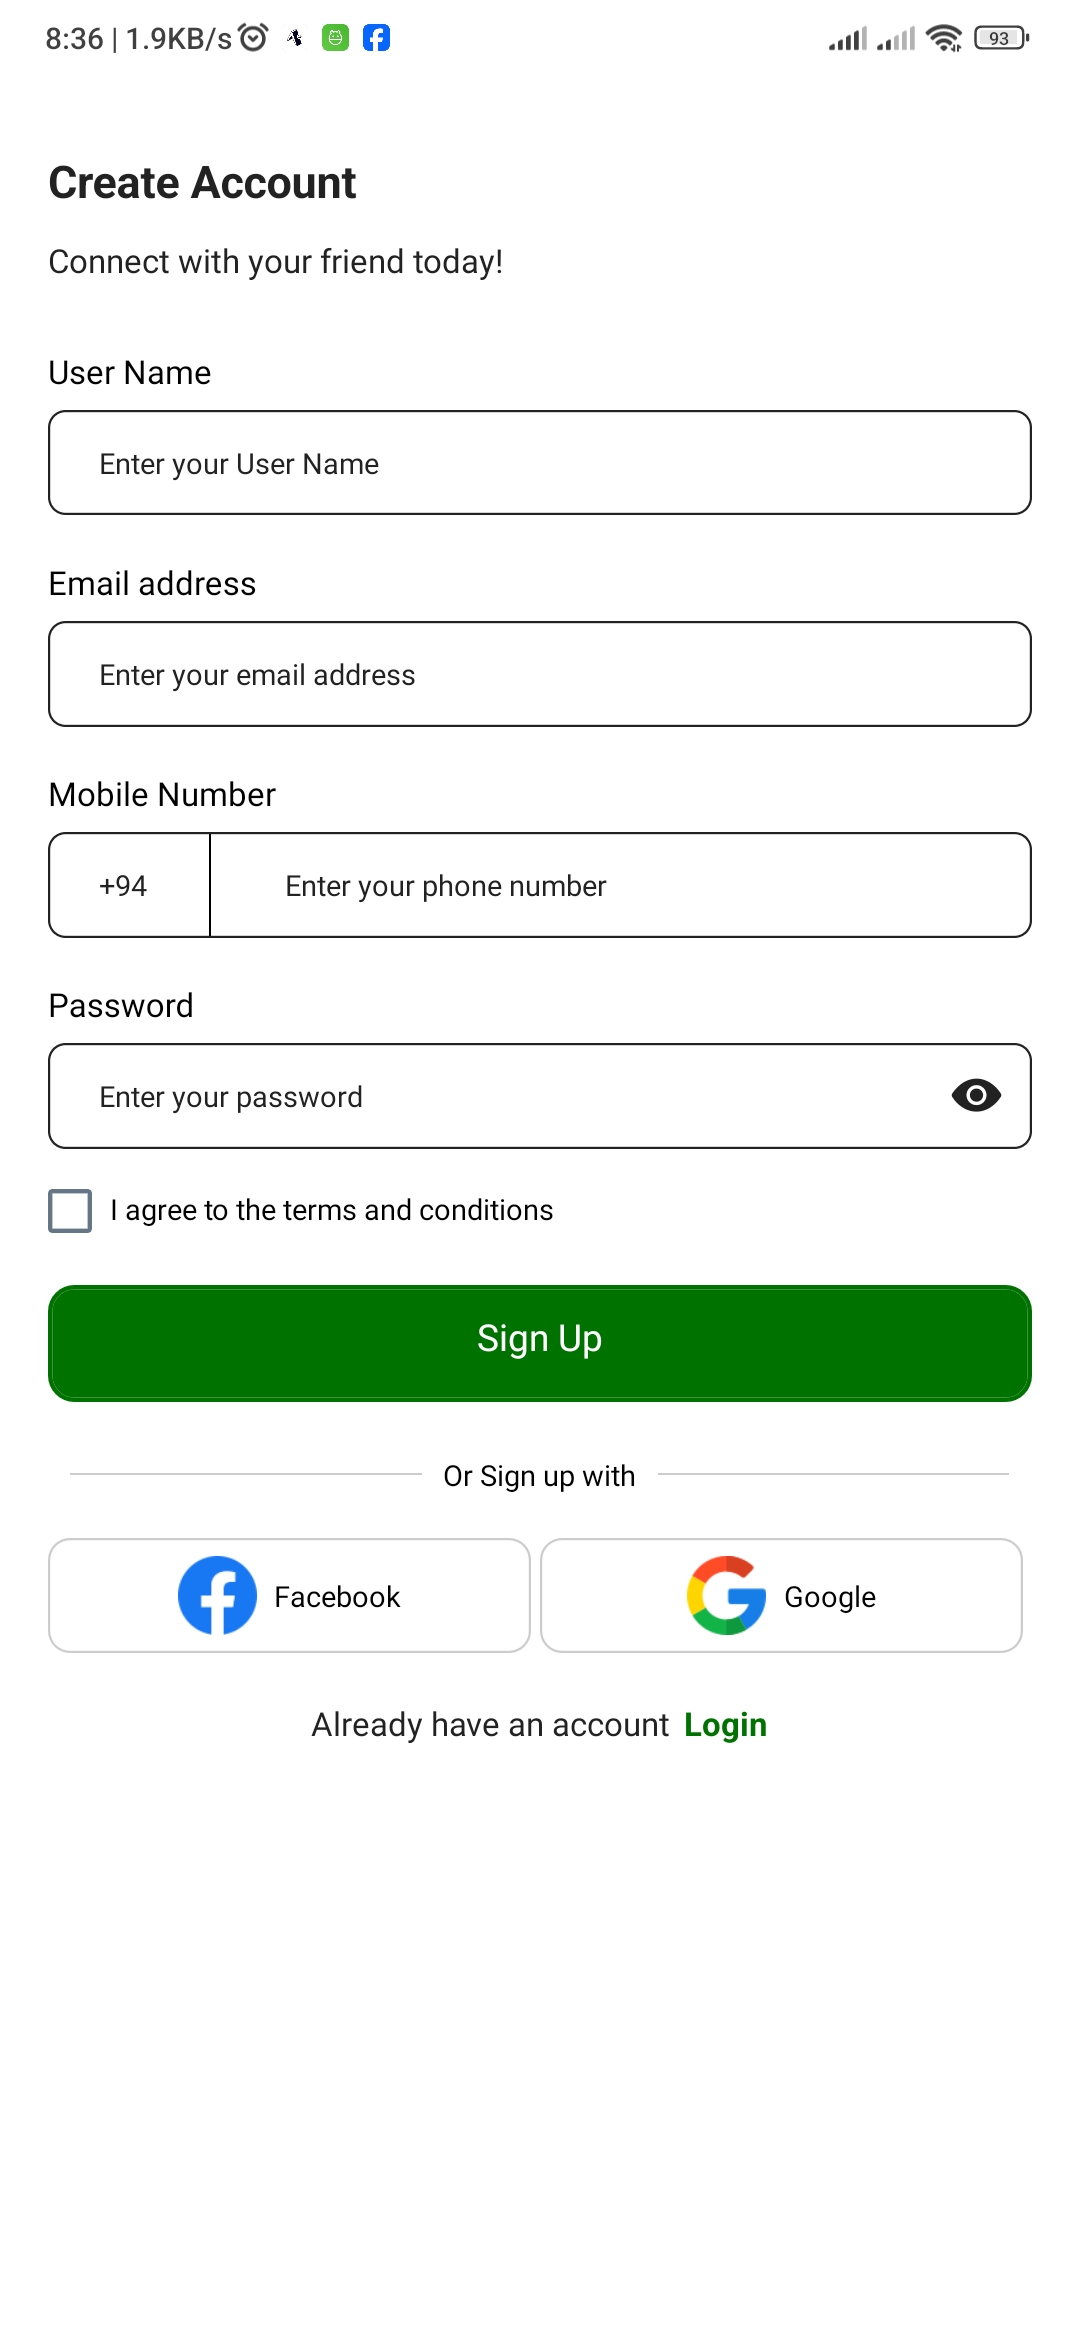 8:36 | 1.9KB/s 93
Create Account
Connect with your friend today!
User Name
Enter your User Name
Email address
Enter your email address
Mobile Number
+94 Enter your phone number
Password
Enter your password
I agree to the terms and conditions
Sign Up
Or Sign up with
Facebook Google
Already have an account Login